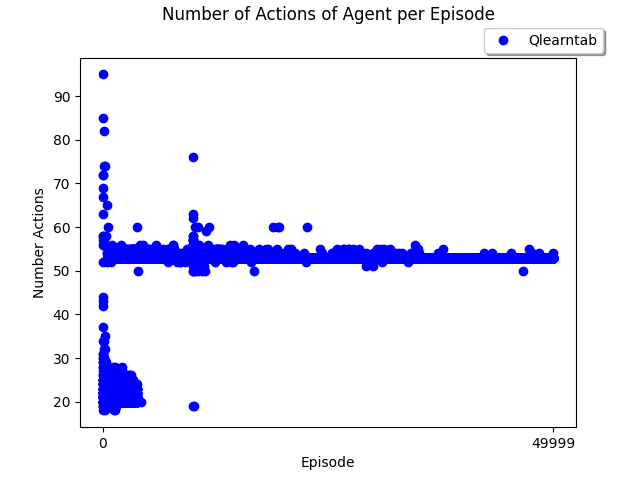 Number of Actions of Agent per Episode
Qlearntab
90
80
70
60
50
40
30
20
Number Actions
0
49999
Episode